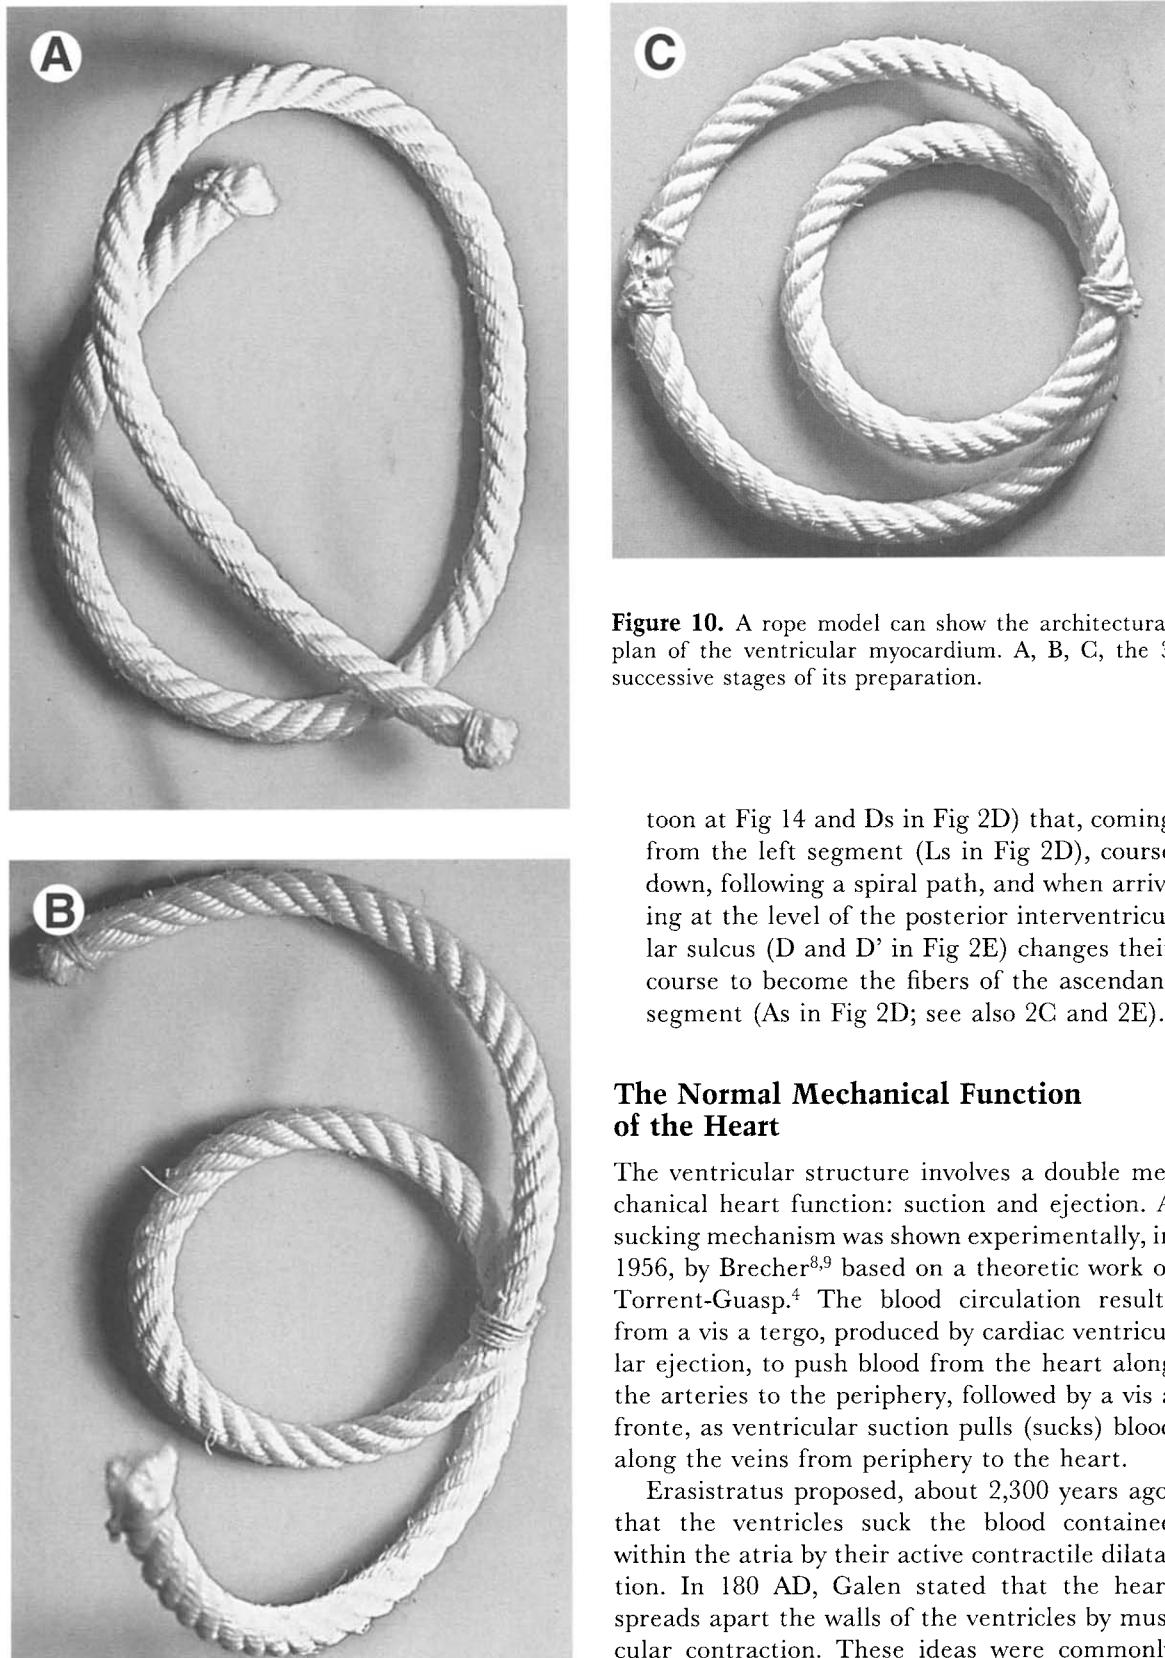 A
C
Figure 10. A rope model can show the architectura
plan of the ventricular myocardium. A, B, C, the 3
successive stages of its preparation.
toon at Fig 14 and Ds in Fig 2D) that, coming
from the left segment (Ls in Fig 2D), course
down, following a spiral path, and when arriv
ing at the level of the posterior interventricu
lar sulcus (D and D' in Fig 2E) changes their
course to become the fibers of the ascendan
segment (As in Fig 2D; see also 2C and 2E).
B
The Normal Mechanical Function
of the Heart
The ventricular structure involves a double me
chanical heart function: suction and ejection. A
sucking mechanism was shown experimentally, in
1956, by Brecher8,9 based on a theoretic work o
Torrent-Guasp.4 The blood circulation result
from a vis a tergo, produced by cardiac ventricu
lar ejection, to push blood from the heart along
the arteries to the periphery, followed by a vis a
fronte, as ventricular suction pulls (sucks) blood
along the veins from periphery to the heart.
Erasistratus proposed, about 2,300 years ago
that the ventricles suck the blood containe
within the atria by their active contractile dilata
tion. In 180 AD, Galen stated that the hear
spreads apart the walls of the ventricles by mus
cular contraction. These ideas were commonl